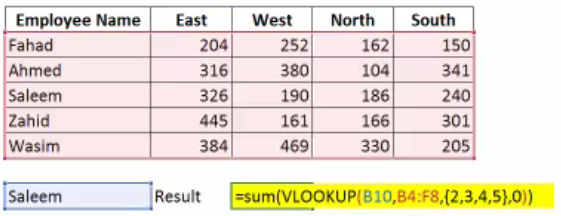 Employee Name East West North South
Fahad 204 252 162 150
Ahmed 316 380 104 341
Saleem 326 190 186 240
Zahid 445 161 166 301
Wasim 384 469 330 205
Saleem Result =sum(VLOOKUP(B10,B4:F8,{2,3,4,5},0))